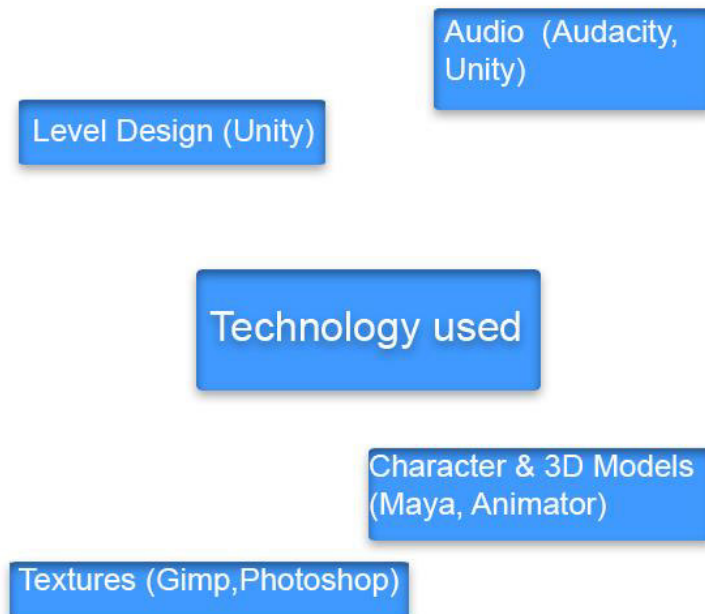 Audio (Audacity,
Unity)
Level Design (Unity)
Technology used
Character & 3D Models
(Maya, Animator)
Textures (Gimp,Photoshop)